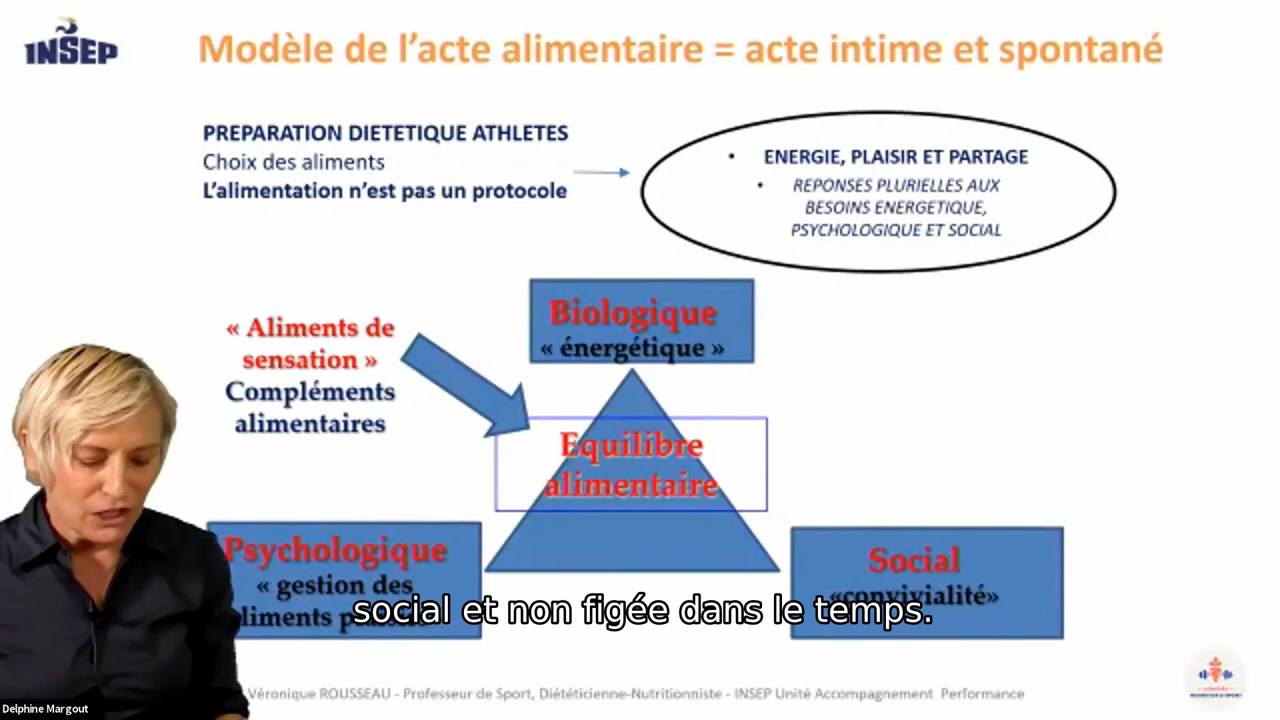 INSEP
Modèle de l'acte alimentaire = acte intime et spontané
PREPARATION DIETETIQUE ATHLETES
Choix des aliments
L'alimentation n'est pas un protocole
• ENERGIE, PLAISIR ET PARTAGE
• REPONSES PLURIELLES AUX
BESOINS ENERGETIQUE,
PSYCHOLOGIQUE ET SOCIAL
« Aliments de
sensation »
Compléments
alimentaires
Biologique
« énergétique »
Equilibre
alimentaire
Psychologique
« gestion des
Social
«convivialité»
social et non figée dans le temps.
Véronique ROUSSEAU - Professeur de Sport, Diététicienne-Nutritionniste - INSEP Unité Accompagnement Performance
Delphine Margout